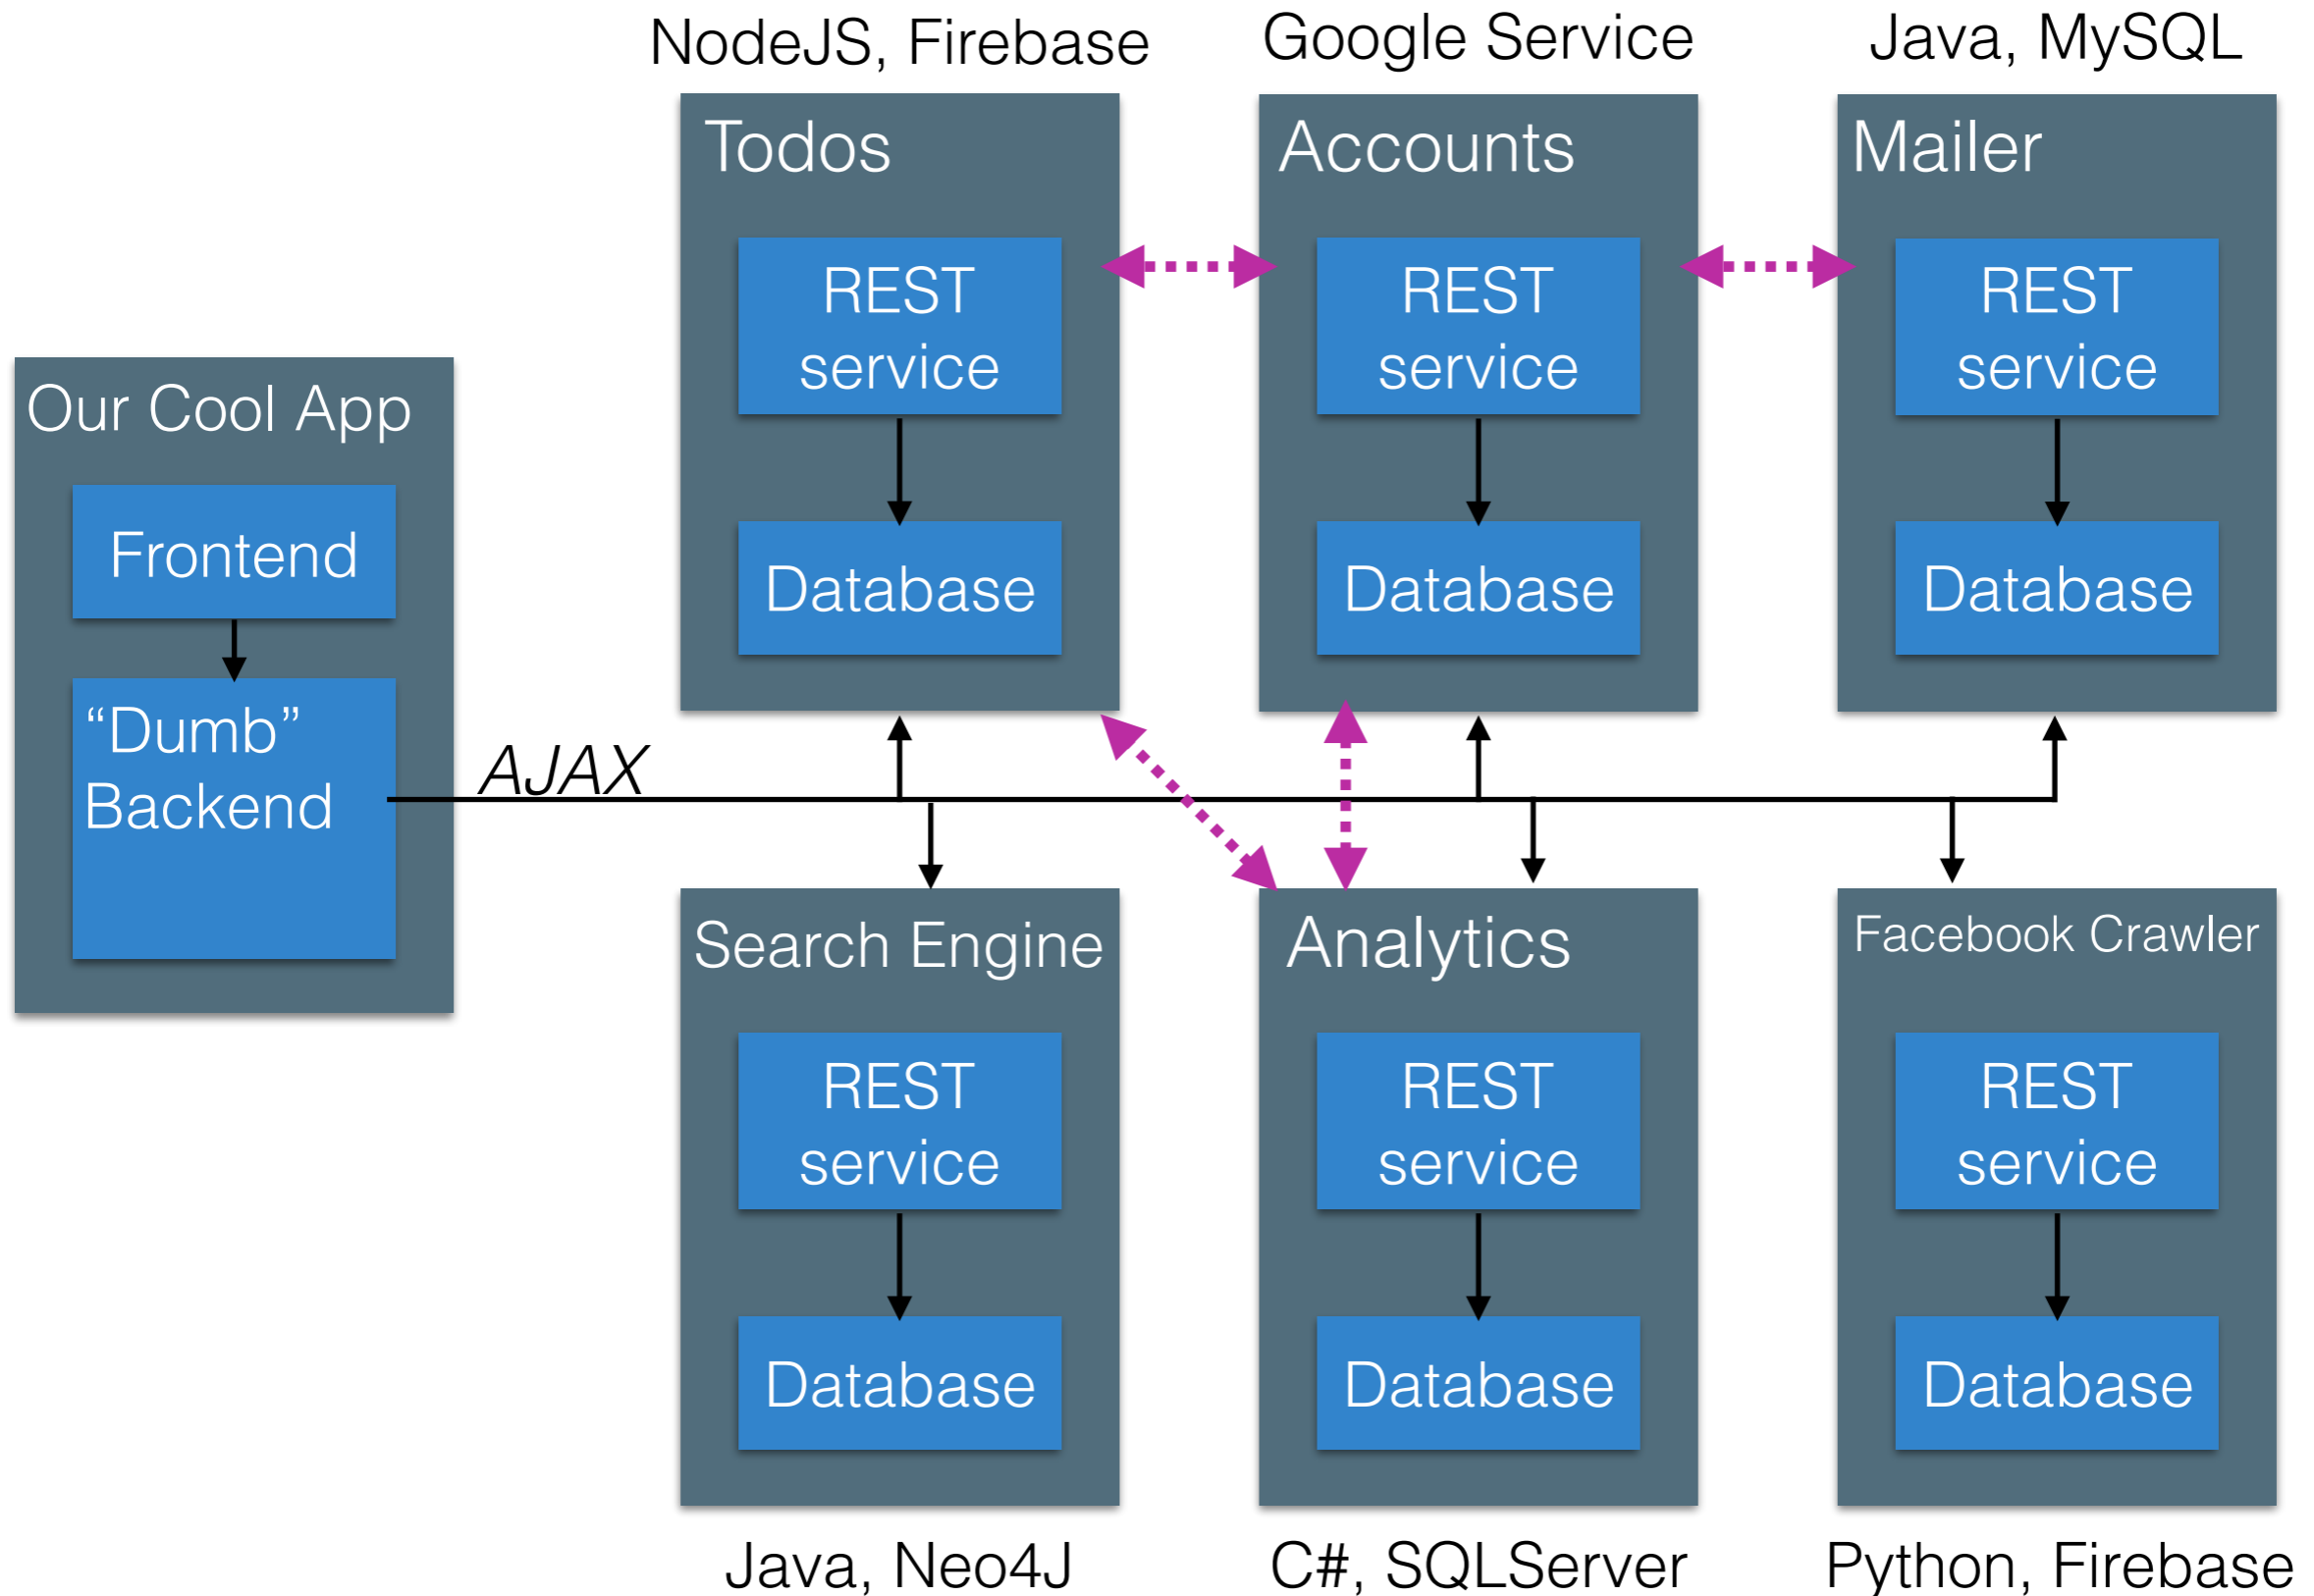 NodeJS, Firebase
Google Service
Java, MySQL
Todos
REST
service
Database
Accounts
REST
service
Database
Mailer
REST
service
Database
Our Cool App
Frontend
“Dumb”
Backend
AJAX
Search Engine
REST
service
Database
Analytics
REST
service
Database
Facebook Crawler
REST
service
Database
Java, Neo4J
C#, SQLServer
Python, Firebase